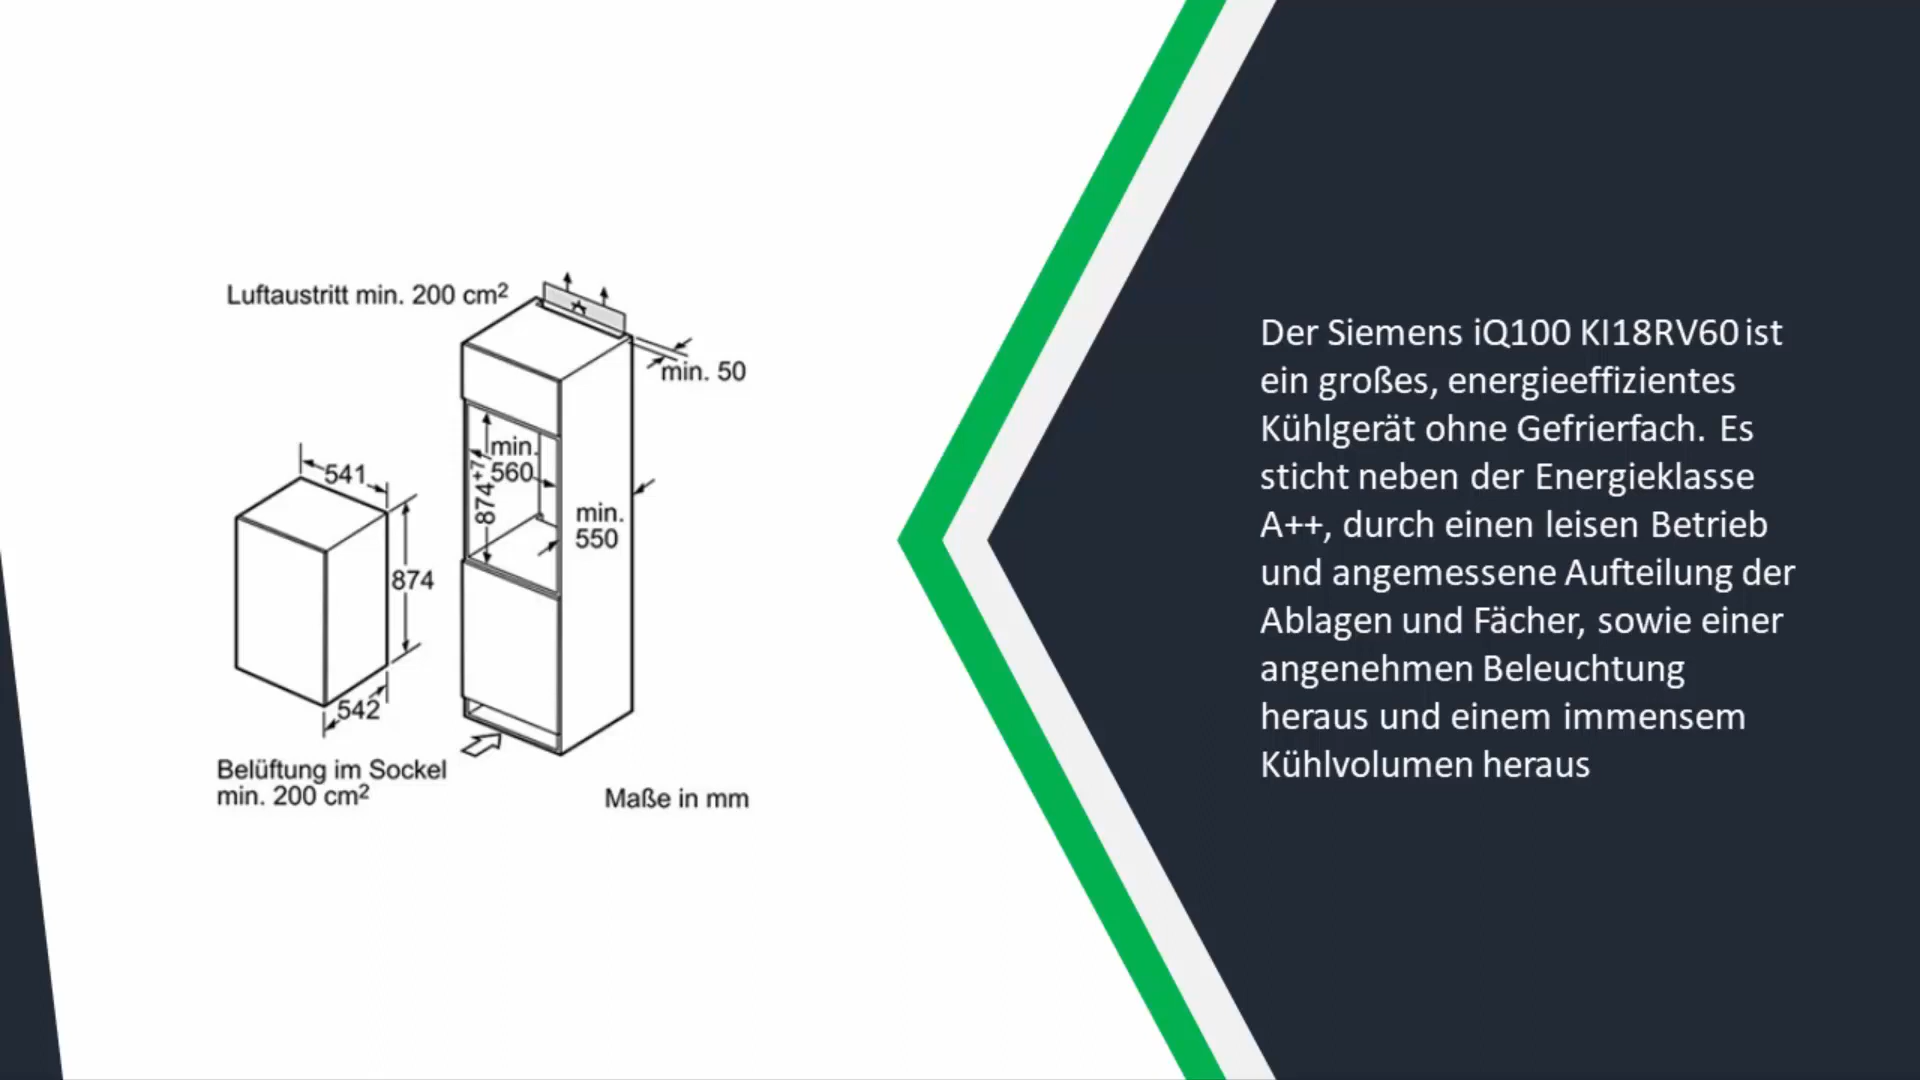 Luftaustritt min. 200 cm²
min. 50
min.
560
874+7
min.
550
541
874
542
Belüftung im Sockel
min. 200 cm²
Maße in mm
Der Siemens iQ100 KI18RV60 ist
ein großes, energieeffizientes
Kühlgerät ohne Gefrierfach. Es
sticht neben der Energieklasse
A++, durch einen leisen Betrieb
und angemessene Aufteilung der
Ablagen und Fächer, sowie einer
angenehmen Beleuchtung
heraus und einem immensem
Kühlvolumen heraus